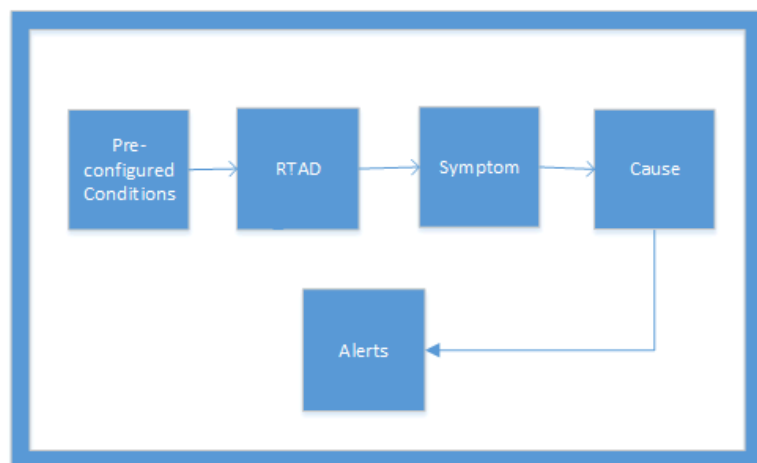 Pre-
configured
Conditions
RTAD
Symptom
Cause
Alerts